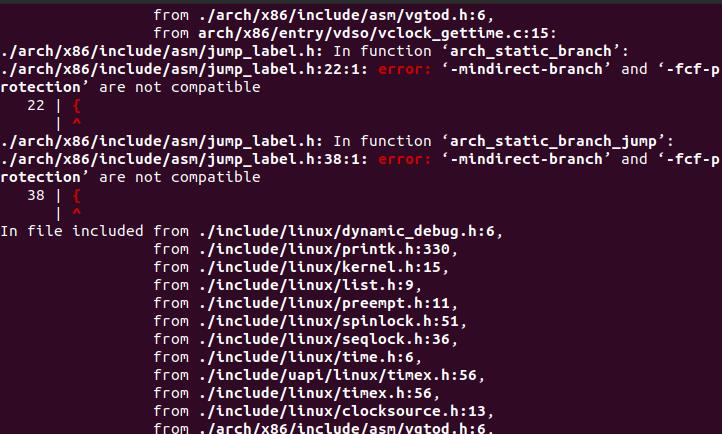 from ./arch/x86/include/asm/vgtod.h:6,
from arch/x86/entry/vdso/vclock_gettime.c:15:
./arch/x86/include/asm/jump_label.h: In function ‘arch_static_branch’:
./arch/x86/include/asm/jump_label.h:22:1: error: ‘-mindirect-branch’ and ‘-fcf-p
rotection’ are not compatible
22 | {
| ^
./arch/x86/include/asm/jump_label.h: In function ‘arch_static_branch_jump’:
./arch/x86/include/asm/jump_label.h:38:1: error: ‘-mindirect-branch’ and ‘-fcf-p
rotection’ are not compatible
38 | {
| ^
In file included from ./include/linux/dynamic_debug.h:6,
from ./include/linux/printk.h:330,
from ./include/linux/kernel.h:15,
from ./include/linux/list.h:9,
from ./include/linux/preempt.h:11,
from ./include/linux/spinlock.h:51,
from ./include/linux/seqlock.h:36,
from ./include/linux/time.h:6,
from ./include/uapi/linux/timex.h:56,
from ./include/linux/timex.h:56,
from ./include/linux/clocksource.h:13,
from ./arch/x86/include/asm/vgtod.h:6,